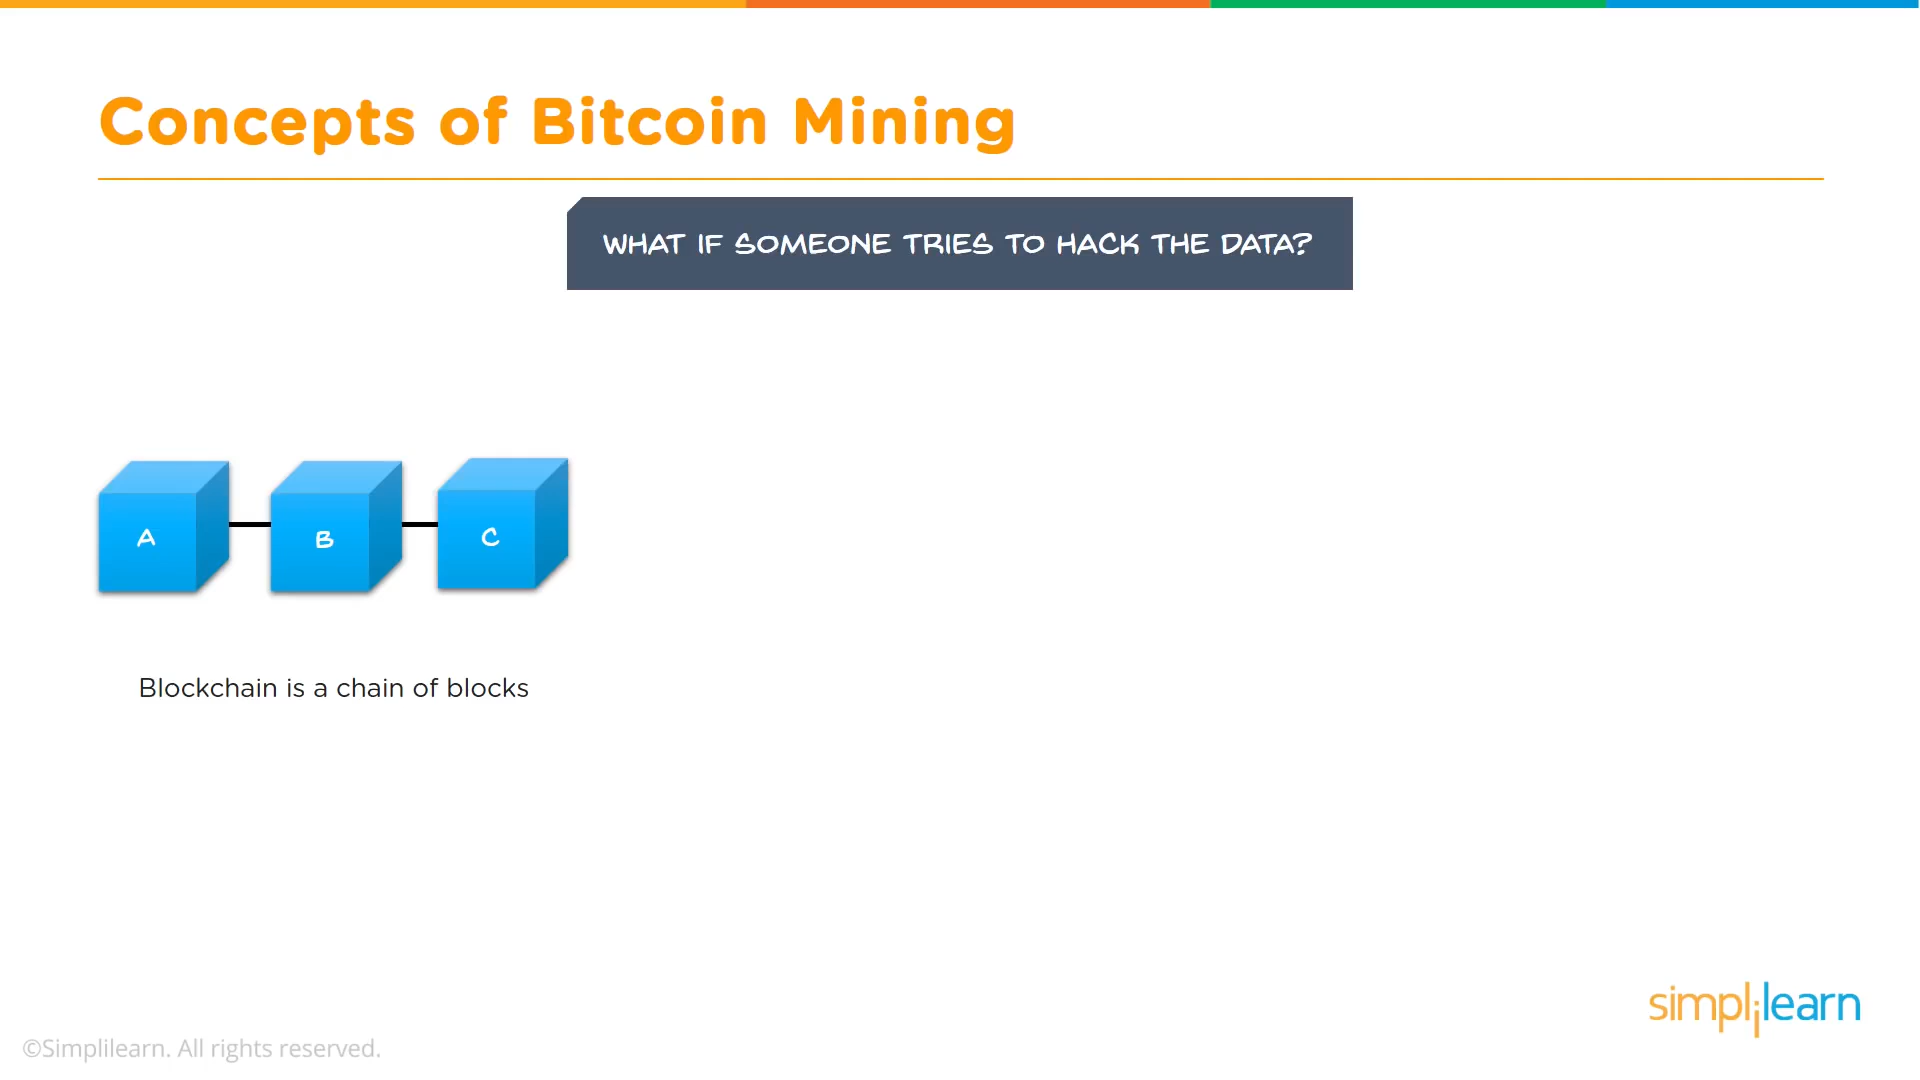 Concepts of Bitcoin Mining
WHAT IF SOMEONE TRIES TO HACK THE DATA?
A
B
C
Blockchain is a chain of blocks
simplilearn
©Simplilearn. All rights reserved.